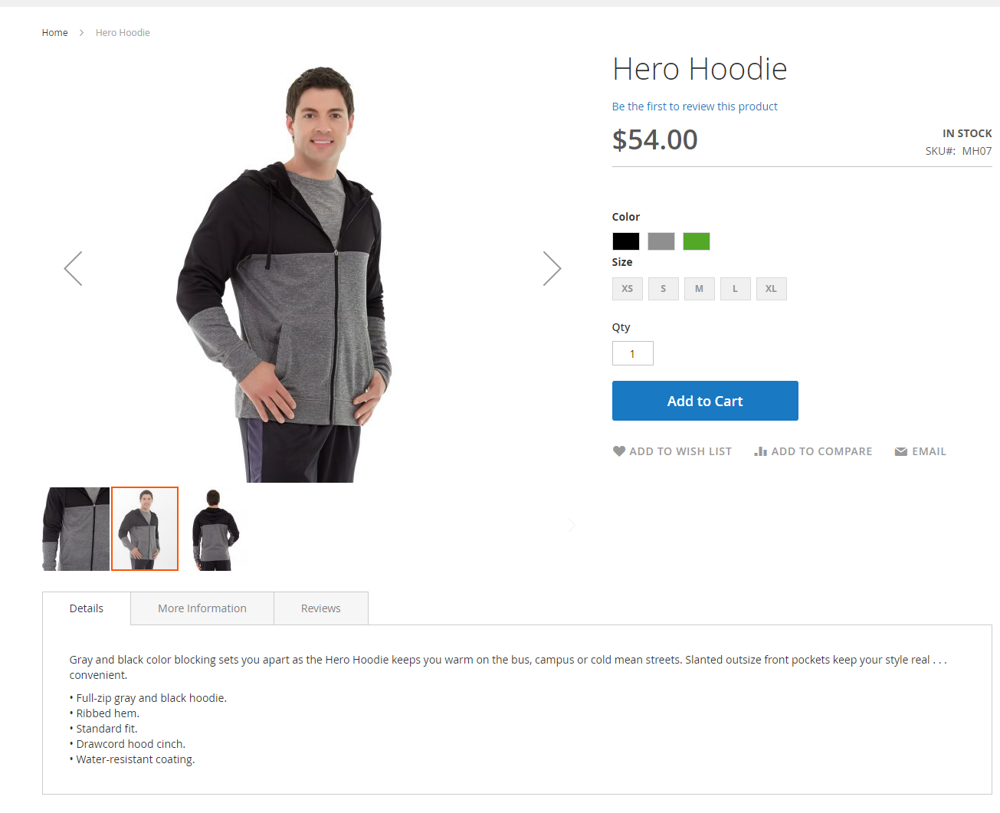 Home > Hero Hoodie
Hero Hoodie
Be the first to review this product
$54.00
IN STOCK
SKU#: MH07
Color
Size
XS S M L XL
Qty
1
Add to Cart
ADD TO WISH LIST ADD TO COMPARE EMAIL
Details More Information Reviews
Gray and black color blocking sets you apart as the Hero Hoodie keeps you warm on the bus, campus or cold mean streets. Slanted outsize front pockets keep your style real . . .
convenient.
• Full-zip gray and black hoodie.
• Ribbed hem.
• Standard fit.
• Drawcord hood cinch.
• Water-resistant coating.